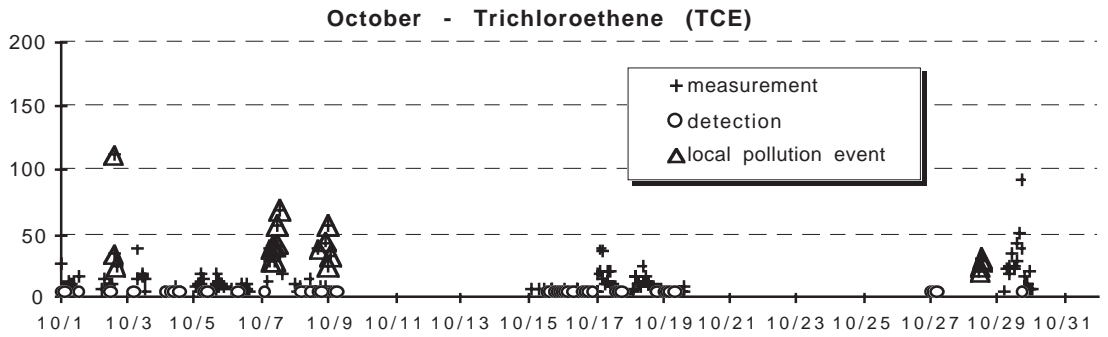 October - Trichloroethene (TCE)
200
150
100
50
0
+ measurement
detection
local pollution event
10/1 10/3 10/5 10/7 10/9 10/11 10/13 10/15 10/17 10/19 10/21 10/23 10/25 10/27 10/29 10/31